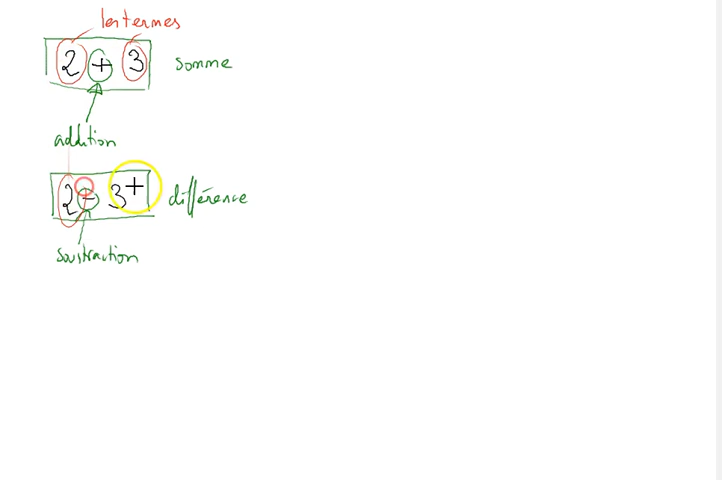 les termes
2 + 3 somme
addition
2 - 3 différence
soustraction